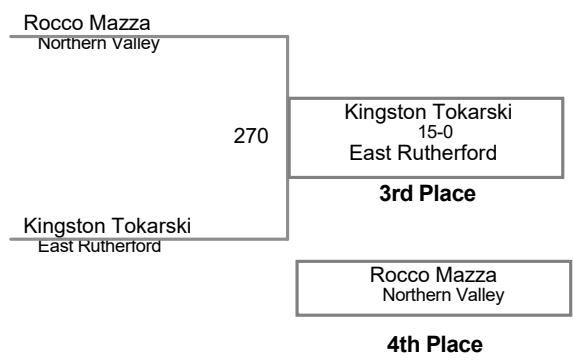 Rocco Mazza
Northern Valley
270
Kingston Tokarski
15-0
East Rutherford
3rd Place
Kingston Tokarski
East Rutherford
Rocco Mazza
Northern Valley
4th Place